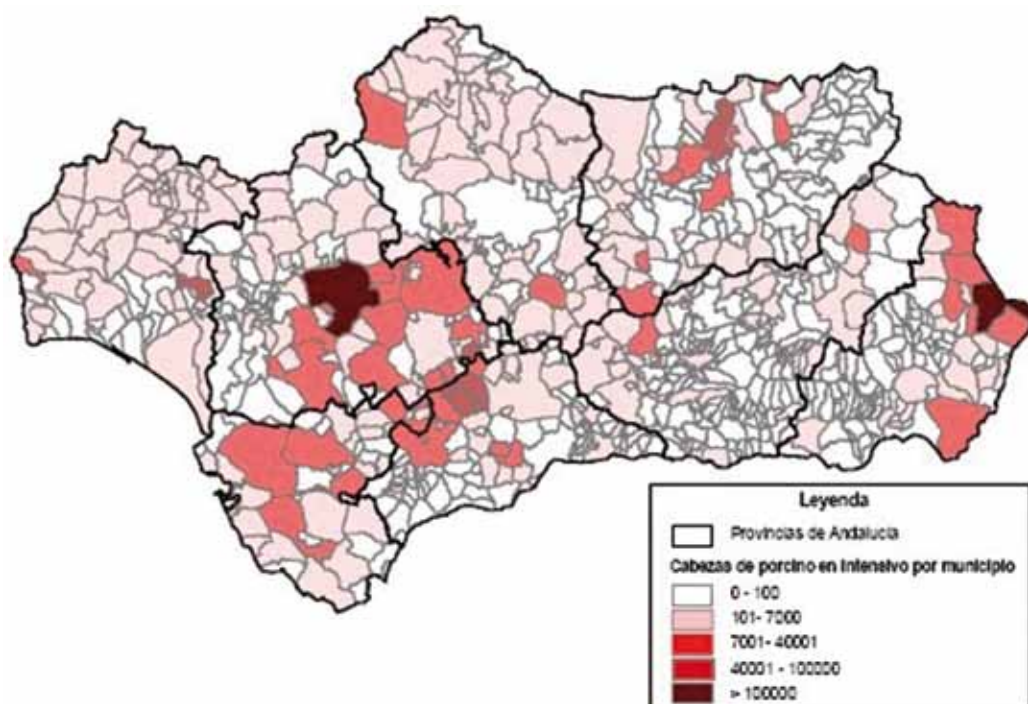 Leyenda
Provincias de Andalucía
Cabezas de porcino en intensivo por municipio
0 - 100
101- 7000
7001- 40001
40001 - 100000
> 100000